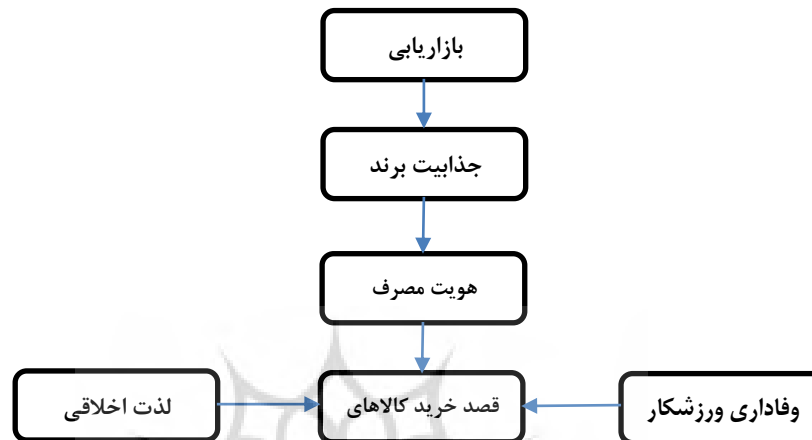 بازاریابی
جذابیت برند
هویت مصرف
وفاداری ورزشکار
قصد خرید کالاهای
لذت اخلاقی